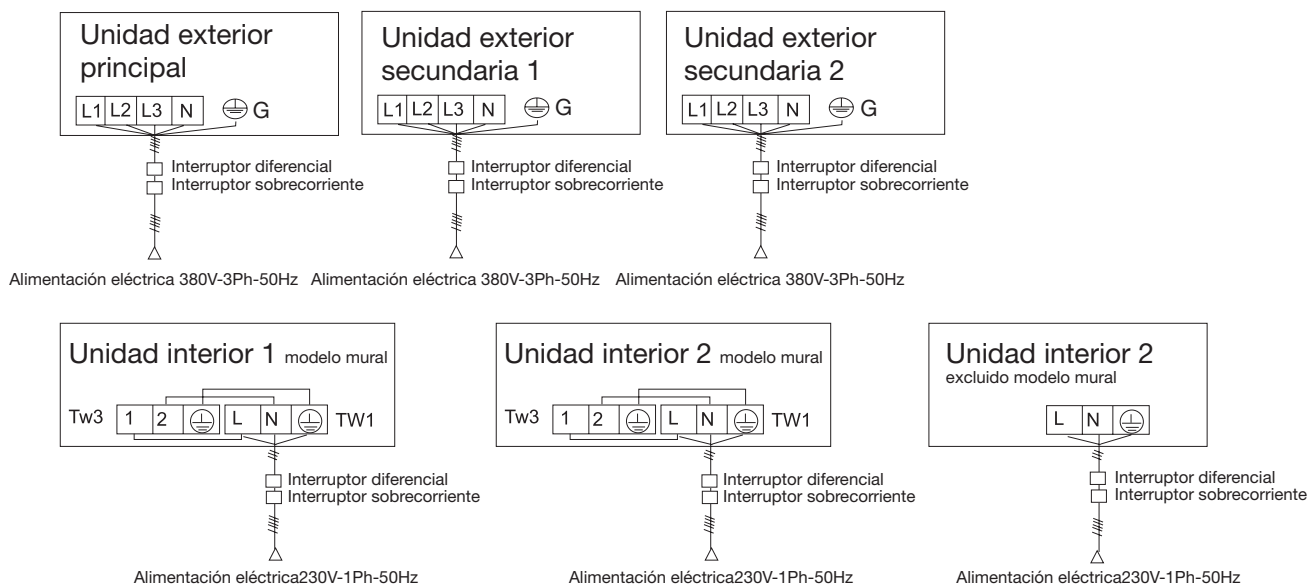 Unidad exterior
principal
L1 L2 L3 N G
Interruptor diferencial
Interruptor sobrecorriente
Alimentación eléctrica 380V-3Ph-50Hz
Unidad exterior
secundaria 1
L1 L2 L3 N G
Interruptor diferencial
Interruptor sobrecorriente
Alimentación eléctrica 380V-3Ph-50Hz
Unidad exterior
secundaria 2
L1 L2 L3 N G
Interruptor diferencial
Interruptor sobrecorriente
Alimentación eléctrica 380V-3Ph-50Hz
Unidad interior 1 modelo mural
Tw3 1 2 L N TW1
Interruptor diferencial
Interruptor sobrecorriente
Alimentación eléctrica230V-1Ph-50Hz
Unidad interior 2 modelo mural
Tw3 1 2 L N TW1
Interruptor diferencial
Interruptor sobrecorriente
Alimentación eléctrica230V-1Ph-50Hz
Unidad interior 2
excluido modelo mural
L N
Interruptor diferencial
Interruptor sobrecorriente
Alimentación eléctrica230V-1Ph-50Hz